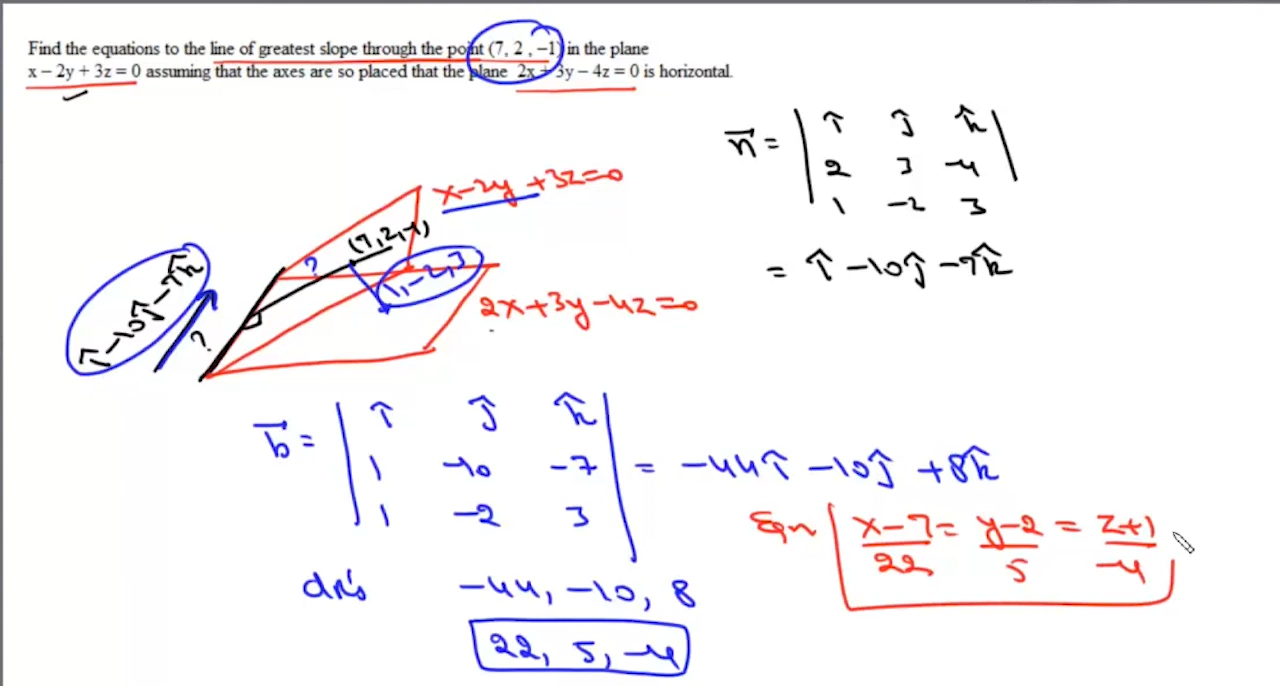 Find the equations to the line of greatest slope through the point (7, 2 , −1) in the plane
x − 2y + 3z = 0 assuming that the axes are so placed that the plane 2x + 3y − 4z = 0 is horizontal.
n⃗ = | î ĵ k̂ |
2 3 -4
1 -2 3
= î -10ĵ -7k̂
x-2y+3z=0
(7,2,-1)
?
1,-2,3
î-10ĵ-7k̂
?
2x+3y-4z=0
b⃗ = | î ĵ k̂ |
1 -10 -7 = -44î -10ĵ +8k̂
1 -2 3
Eqn x-7/22 = y-2/5 = z+1/-4
dr's -44, -10, 8
22, 5, -4